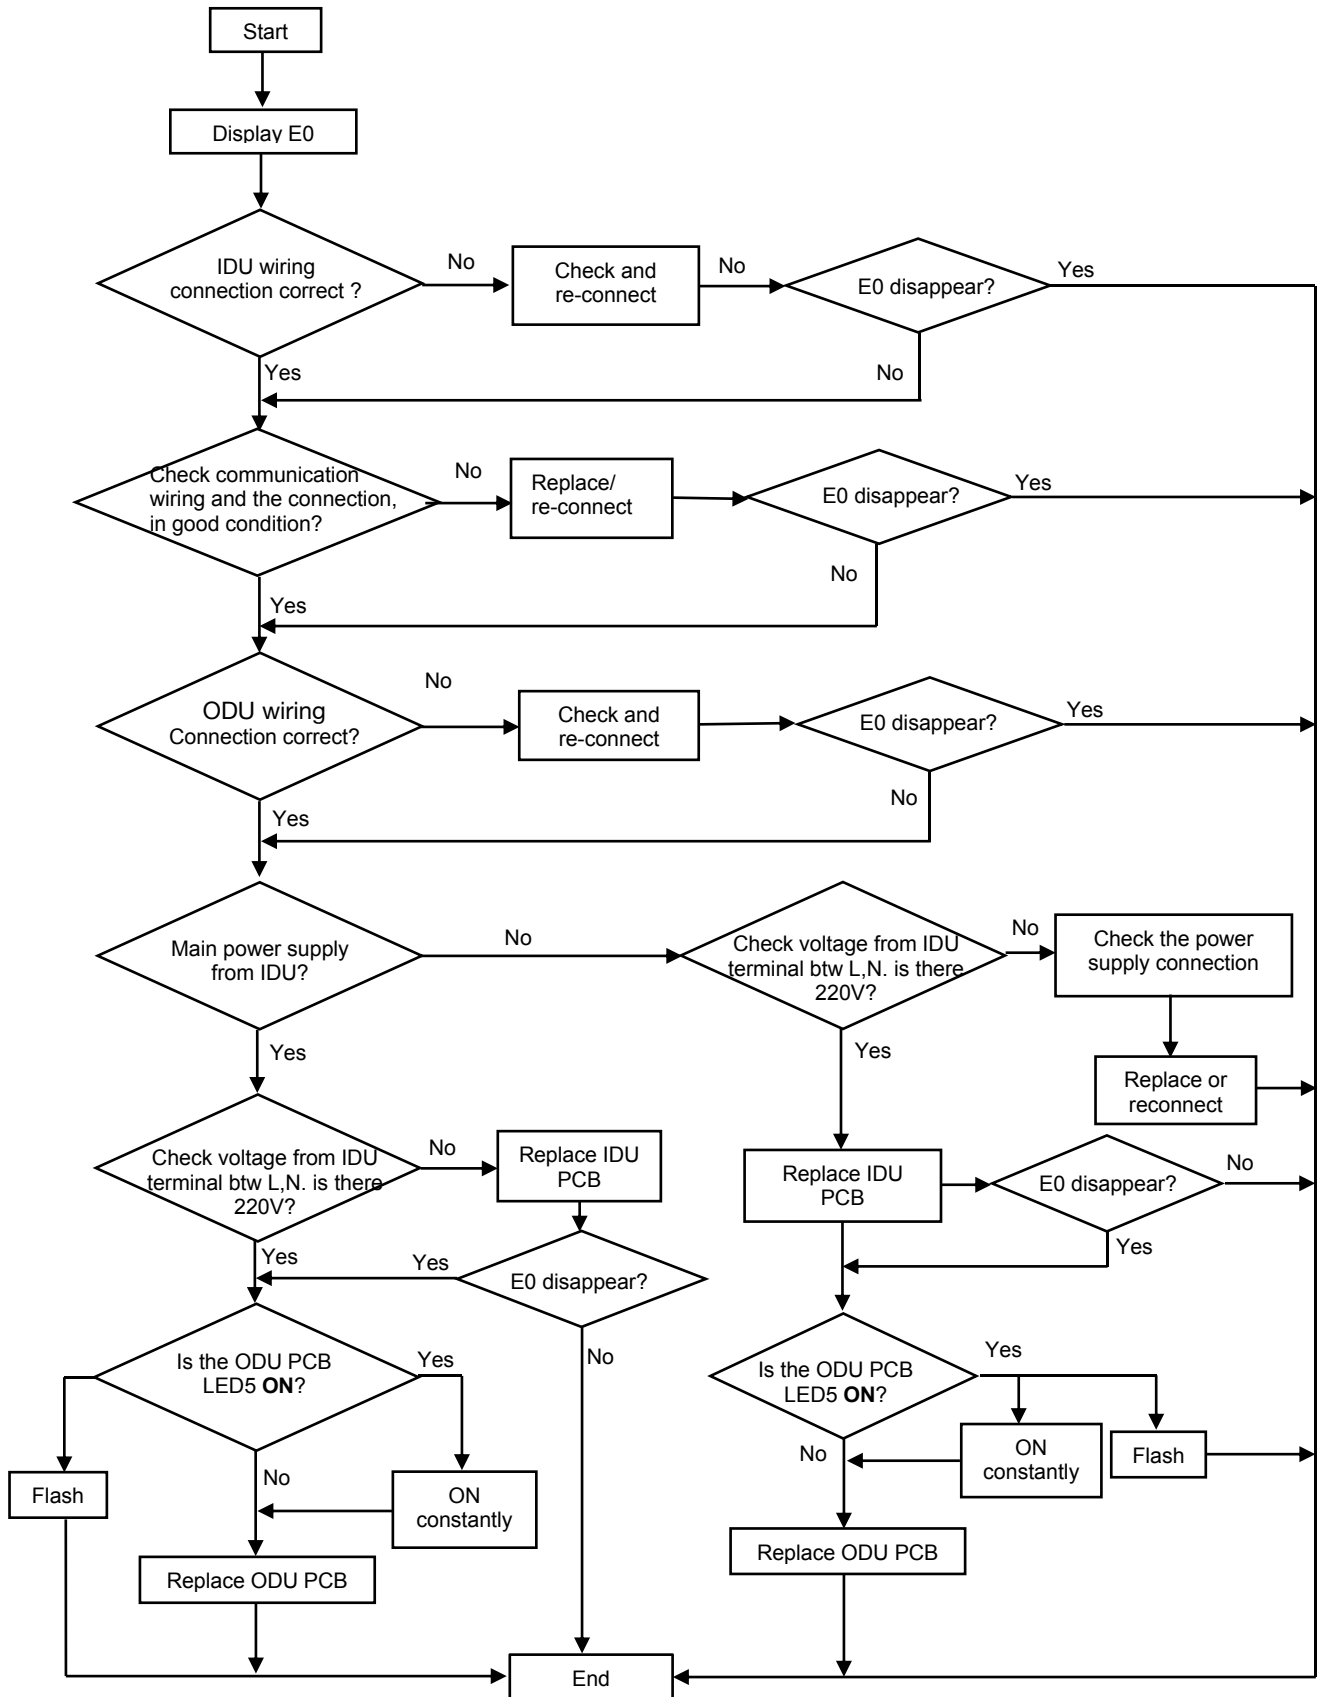 Start
Display E0
IDU wiring
connection correct ?
No
Check and
re-connect
No
E0 disappear?
Yes
Yes
No
Check communication
wiring and the connection,
in good condition?
No
Replace/
re-connect
E0 disappear?
Yes
No
Yes
ODU wiring
Connection correct?
No
Check and
re-connect
E0 disappear?
Yes
No
Yes
Main power supply
from IDU?
No
Check voltage from IDU
terminal btw L,N. is there
220V?
No
Check the power
supply connection
Yes
Yes
Replace or
reconnect
Check voltage from IDU
terminal btw L,N. is there
220V?
No
Replace IDU
PCB
Replace IDU
PCB
E0 disappear?
No
Yes
Yes
Yes
E0 disappear?
No
Is the ODU PCB
LED5 ON?
Yes
Is the ODU PCB
LED5 ON?
Yes
No
ON
constantly
Flash
Flash
No
ON
constantly
Replace ODU PCB
Replace ODU PCB
End